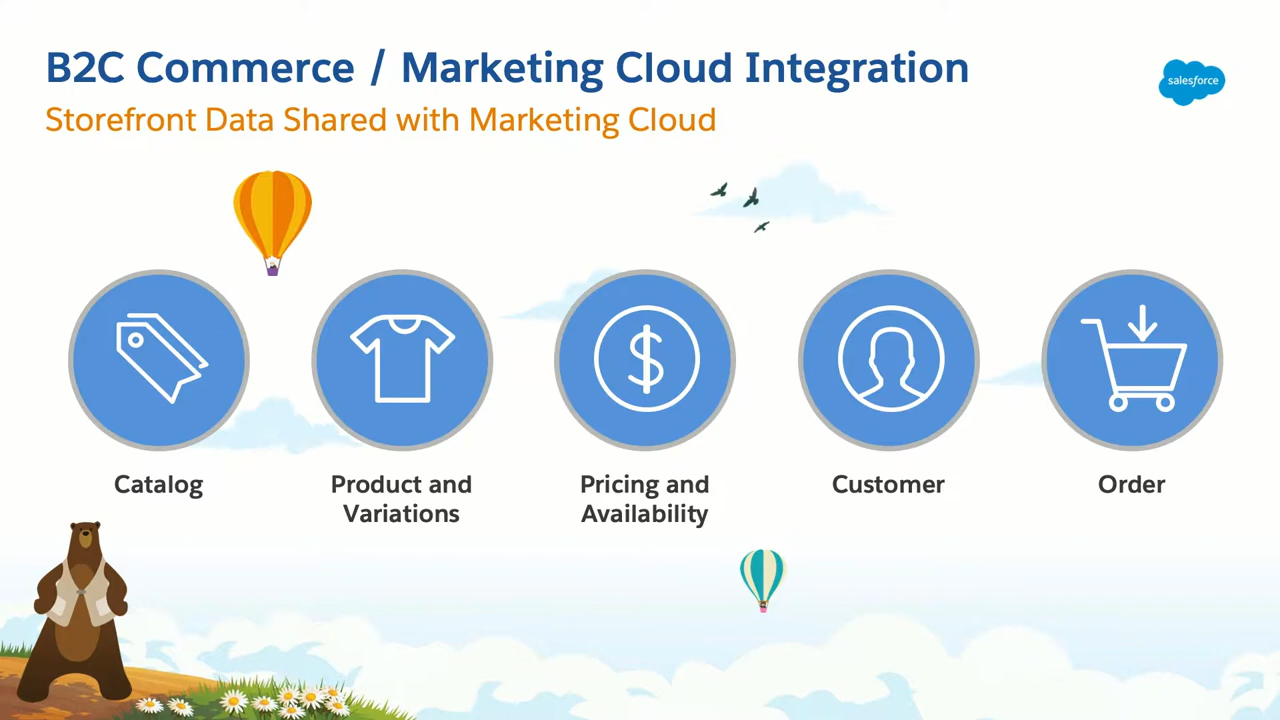 B2C Commerce / Marketing Cloud Integration
Storefront Data Shared with Marketing Cloud
salesforce
Catalog
Product and
Variations
Pricing and
Availability
Customer
Order